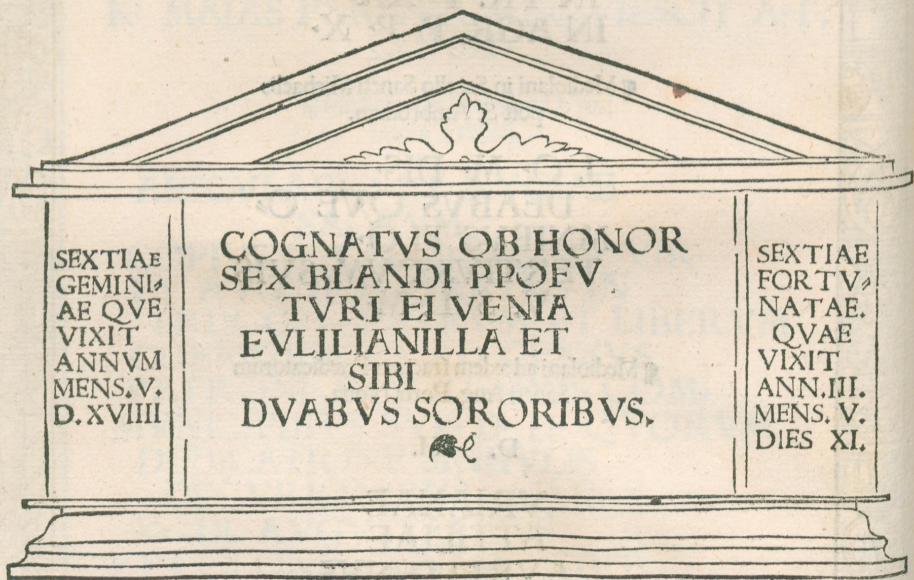 SEXTIAE
GEMINI⸗
AE QVE
VIXIT
ANNVM
MENS. V.
D. XVIIII
COGNATVS OB HONOR
SEX BLANDI PPOFV
TVRI EI VENIA
EVLILIANILLA ET
SIBI
DVABVS SORORIBVS.
SEXTIAE
FORTV⸗
NATAE.
QVAE
VIXIT
ANN. III.
MENS. V.
DIES XI.